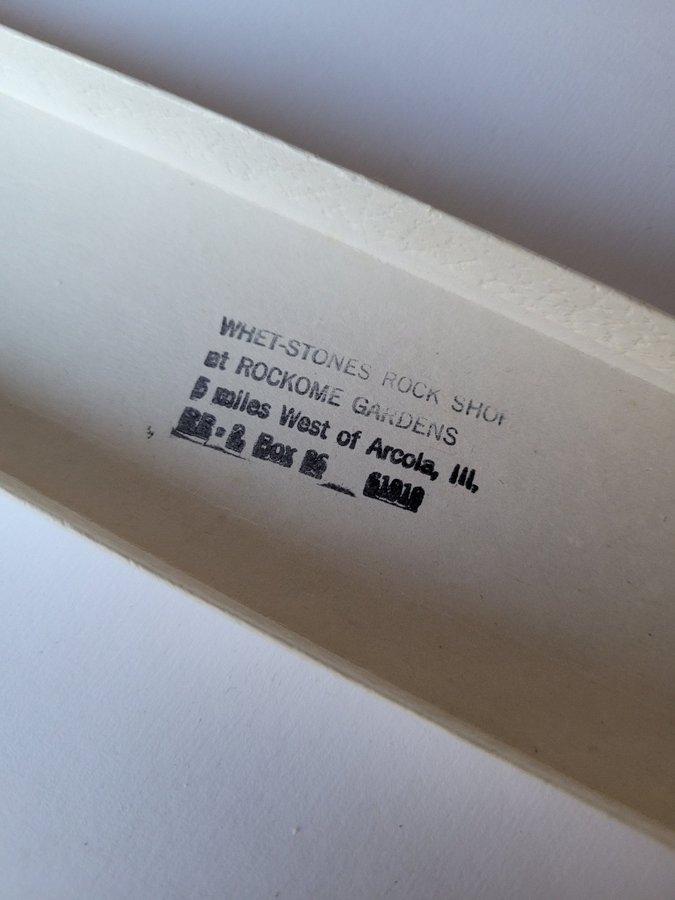 WHET-STONES ROCK SHOP
at ROCKOME GARDENS
5 miles West of Arcola, Ill,
RR-2, Box 26 61910